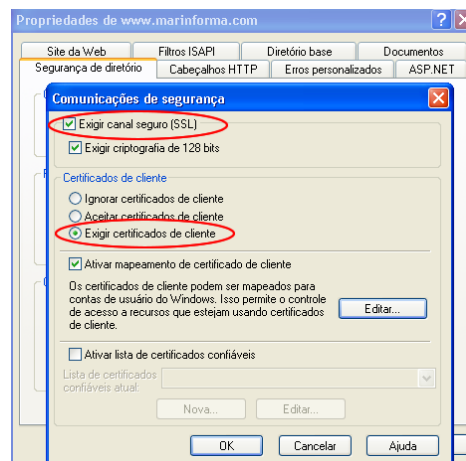 Propriedades de www.marinforma.com
Site da Web Filtros ISAPI Diretório base Documentos
Segurança de diretório Cabeçalhos HTTP Erros personalizados ASP.NET
Comunicações de segurança
Exigir canal seguro (SSL)
Exigir criptografia de 128 bits
Certificados de cliente
Ignorar certificados de cliente
Aceitar certificados de cliente
Exigir certificados de cliente
Ativar mapeamento de certificado de cliente
Os certificados de cliente podem ser mapeados para
contas de usuário do Windows. Isso permite o controle
de acesso a recursos que estejam usando certificados
de cliente.
Editar...
Ativar lista de certificados confiáveis
Lista de certificados
confiáveis atual:
Nova... Editar...
OK Cancelar Ajuda